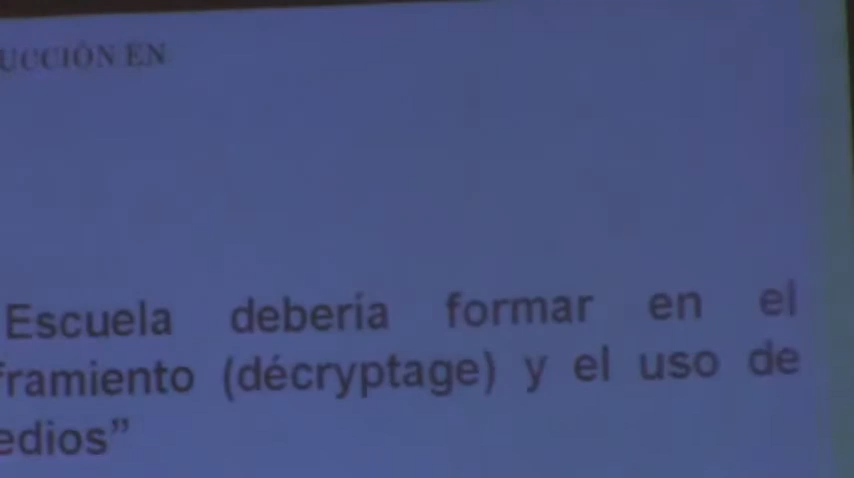 UCCIÓN EN
Escuela debería formar en el
framiento (décryptage) y el uso de
edios”